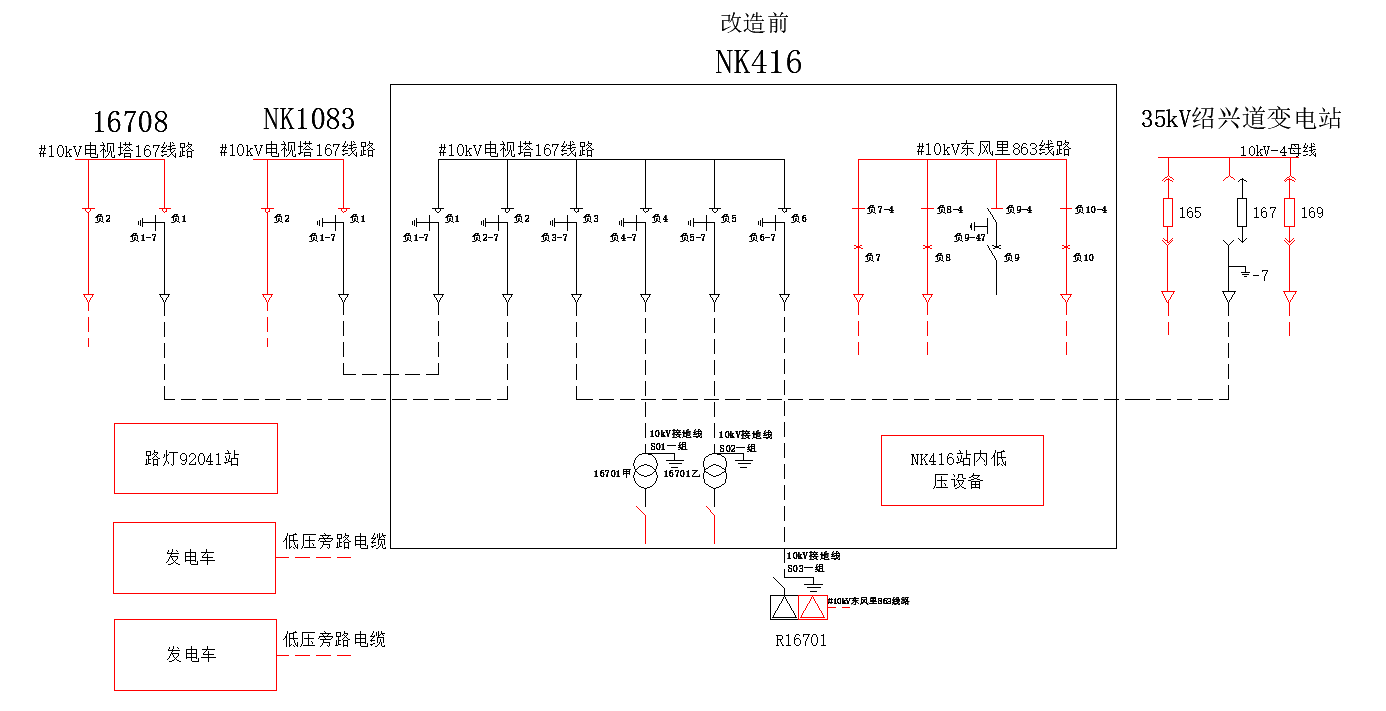 改造前
NK416
16708
NK1083
35kV绍兴道变电站
#10kV电视塔167线路
#10kV电视塔167线路
#10kV电视塔167线路
#10kV东风里863线路
10kV-4母线
负2
负1
负1-7
负2
负1
负1-7
负1
负1-7
负2
负2-7
负3
负3-7
负4
负4-7
负5
负5-7
负6
负6-7
负7-4
负7
负8-4
负8
负9-4
负9-47
负9
负10-4
负10
165
167
169
-7
10kV接地线
S01一组
16701甲
10kV接地线
S02一组
16701乙
路灯92041站
NK416站内低
压设备
发电车
低压旁路电缆
发电车
低压旁路电缆
10kV接地线
S03一组
#10kV东风里863线路
R16701